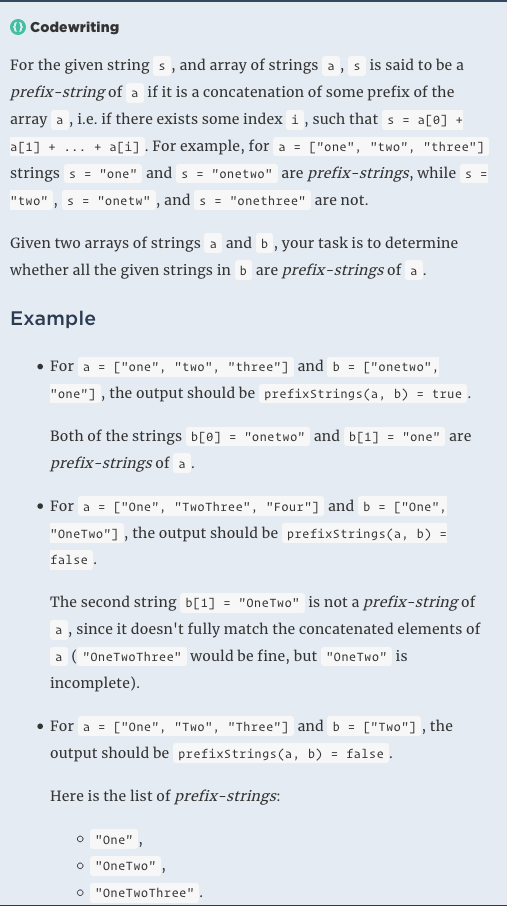 Codewriting
For the given string s, and array of strings a, s is said to be a
prefix-string of a if it is a concatenation of some prefix of the
array a, i.e. if there exists some index i, such that s = a[0] +
a[1] + ... + a[i]. For example, for a = ["one", "two", "three"]
strings s = "one" and s = "onetwo" are prefix-strings, while s =
"two", s = "onetw", and s = "onethree" are not.
Given two arrays of strings a and b, your task is to determine
whether all the given strings in b are prefix-strings of a.
Example
• For a = ["one", "two", "three"] and b = ["onetwo",
"one"], the output should be prefixStrings(a, b) = true.
Both of the strings b[0] = "onetwo" and b[1] = "one" are
prefix-strings of a.
• For a = ["One", "TwoThree", "Four"] and b = ["One",
"OneTwo"], the output should be prefixStrings(a, b) =
false.
The second string b[1] = "OneTwo" is not a prefix-string of
a, since it doesn't fully match the concatenated elements of
a ("OneTwoThree" would be fine, but "OneTwo" is
incomplete).
• For a = ["One", "Two", "Three"] and b = ["Two"], the
output should be prefixStrings(a, b) = false.
Here is the list of prefix-strings:
○ "One",
○ "OneTwo",
○ "OneTwoThree".